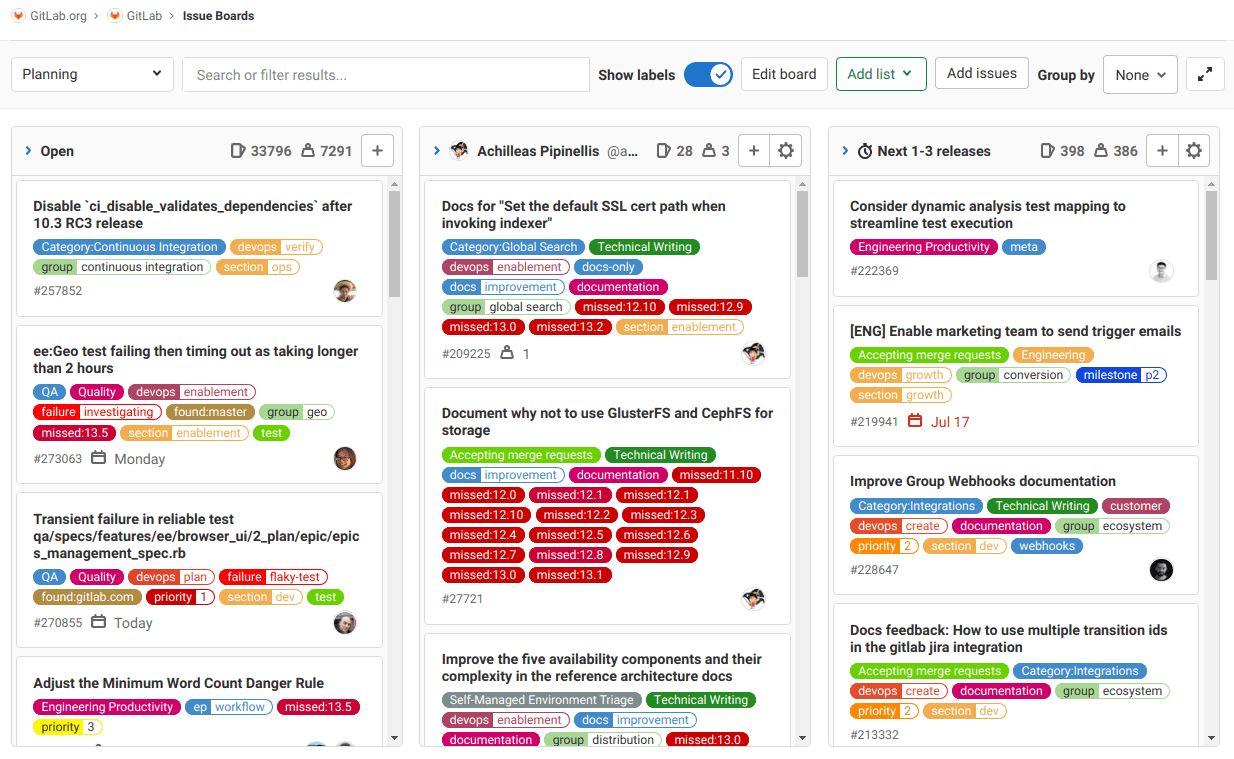 GitLab.org > GitLab > Issue Boards
Planning
Search or filter results...
Show labels
Edit board
Add list
Add issues
Group by
None
Open 33796 7291
Disable `ci_disable_validates_dependencies` after
10.3 RC3 release
Category:Continuous Integration devops verify
group continuous integration section ops
#257852
ee:Geo test failing then timing out as taking longer
than 2 hours
QA Quality devops enablement
failure investigating found:master group geo
missed:13.5 section enablement test
#273063 Monday
Transient failure in reliable test
qa/specs/features/ee/browser_ui/2_plan/epic/epic
s_management_spec.rb
QA Quality devops plan failure flaky-test
found:gitlab.com priority 1 section dev test
#270855 Today
Adjust the Minimum Word Count Danger Rule
Engineering Productivity ep workflow missed:13.5
priority 3
Achilleas Pipinellis @a... 28 3
Docs for "Set the default SSL cert path when
invoking indexer"
Category:Global Search Technical Writing
devops enablement docs-only
docs improvement documentation
group global search missed:12.10 missed:12.9
missed:13.0 missed:13.2 section enablement
#209225 1
Document why not to use GlusterFS and CephFS for
storage
Accepting merge requests Technical Writing
docs improvement documentation missed:11.10
missed:12.0 missed:12.1 missed:12.1
missed:12.10 missed:12.2 missed:12.3
missed:12.4 missed:12.5 missed:12.6
missed:12.7 missed:12.8 missed:12.9
missed:13.0 missed:13.1
#27721
Improve the five availability components and their
complexity in the reference architecture docs
Self-Managed Environment Triage Technical Writing
devops enablement docs improvement
documentation group distribution missed:13.0
Next 1-3 releases 398 386
Consider dynamic analysis test mapping to
streamline test execution
Engineering Productivity meta
#222369
[ENG] Enable marketing team to send trigger emails
Accepting merge requests Engineering
devops growth group conversion milestone p2
section growth
#219941 Jul 17
Improve Group Webhooks documentation
Category:Integrations Technical Writing customer
devops create documentation group ecosystem
priority 2 section dev webhooks
#228647
Docs feedback: How to use multiple transition ids
in the gitlab jira integration
Accepting merge requests Category:Integrations
devops create documentation group ecosystem
priority 2 section dev
#213332